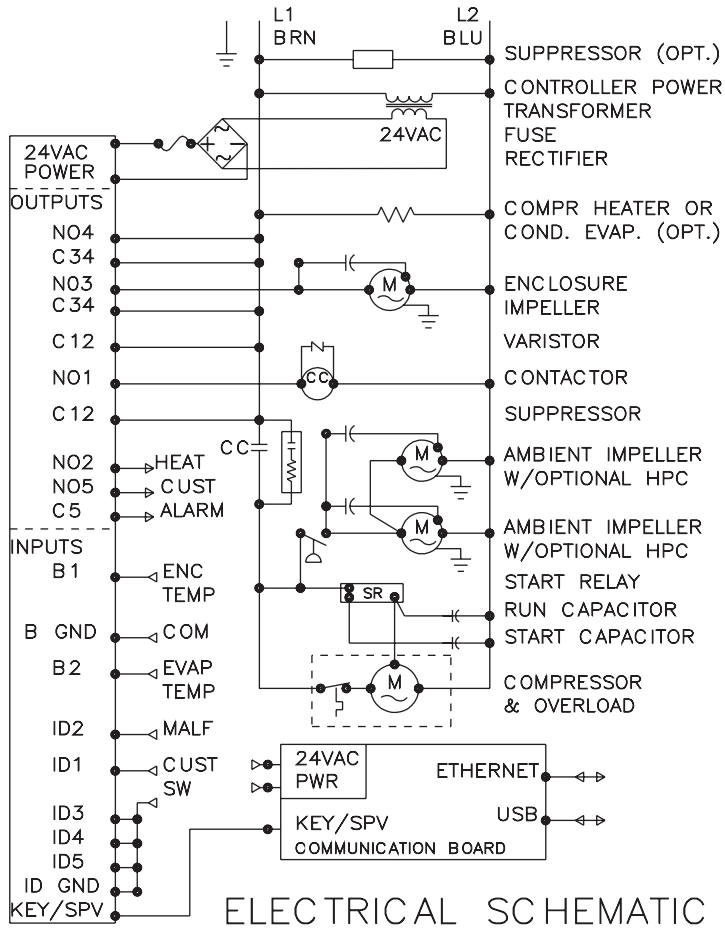 L1
BRN
L2
BLU
SUPPRESSOR (OPT.)
CONTROLLER POWER
TRANSFORMER
FUSE
RECTIFIER
24VAC
24VAC
POWER
OUTPUTS
NO4
C34
NO3
C34
C12
NO1
C12
NO2
HEAT
NO5
CUST
C5
ALARM
COMPR HEATER OR
COND. EVAP. (OPT.)
M
ENCLOSURE
IMPELLER
VARISTOR
CC
CONTACTOR
SUPPRESSOR
CC
M
AMBIENT IMPELLER
W/OPTIONAL HPC
M
AMBIENT IMPELLER
W/OPTIONAL HPC
INPUTS
B1
ENC
TEMP
B GND
COM
B2
EVAP
TEMP
ID2
MALF
ID1
CUST
SW
ID3
ID4
ID5
ID GND
KEY/SPV
START RELAY
SR
RUN CAPACITOR
START CAPACITOR
M
COMPRESSOR
& OVERLOAD
24VAC
PWR
ETHERNET
USB
KEY/SPV
COMMUNICATION BOARD
ELECTRICAL SCHEMATIC